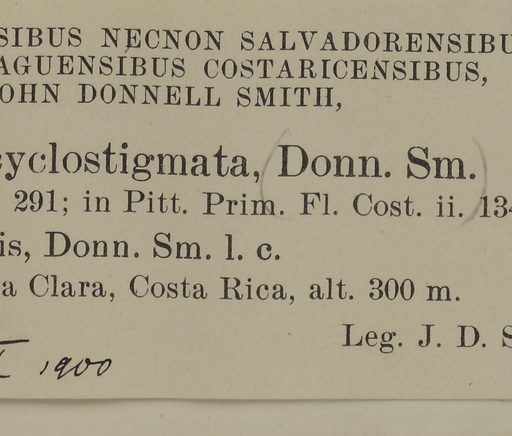 SIBUS NECNON SALVADORENSIBU
AGUENSIBUS COSTARICENSIBUS,
OHN DONNELL SMITH,
cyclostigmata, (Donn. Sm.)
291; in Pitt. Prim. Fl. Cost. ii. 134
is, Donn. Sm. l. c.
a Clara, Costa Rica, alt. 300 m.
Leg. J. D. S
I 1900